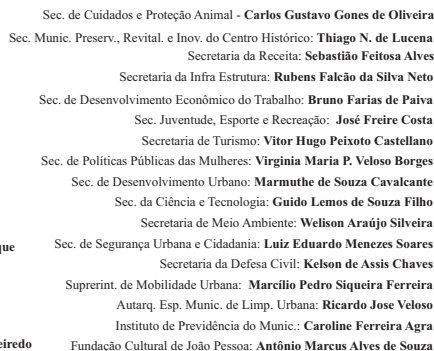 Sec. de Cuidados e Proteção Animal - Carlos Gustavo Gones de Oliveira
Sec. Munic. Preserv., Revital. e Inov. do Centro Histórico: Thiago N. de Lucena
Secretaria da Receita: Sebastião Feitosa Alves
Secretaria da Infra Estrutura: Rubens Falcão da Silva Neto
Sec. de Desenvolvimento Econômico do Trabalho: Bruno Farias de Paiva
Sec. Juventude, Esporte e Recreação: José Freire Costa
Secretaria de Turismo: Vitor Hugo Peixoto Castellano
Sec. de Políticas Públicas das Mulheres: Virginia Maria P. Veloso Borges
Sec. de Desenvolvimento Urbano: Marmuthe de Souza Cavalcante
Sec. da Ciência e Tecnologia: Guido Lemos de Souza Filho
Secretaria de Meio Ambiente: Welison Araújo Silveira
que Sec. de Segurança Urbana e Cidadania: Luiz Eduardo Menezes Soares
Secretaria da Defesa Civil: Kelson de Assis Chaves
Suprerint. de Mobilidade Urbana: Marcílio Pedro Siqueira Ferreira
Autarq. Esp. Munic. de Limp. Urbana: Ricardo Jose Veloso
Instituto de Previdência do Munic.: Caroline Ferreira Agra
eiredo Fundação Cultural de João Pessoa: Antônio Marcus Alves de Souza